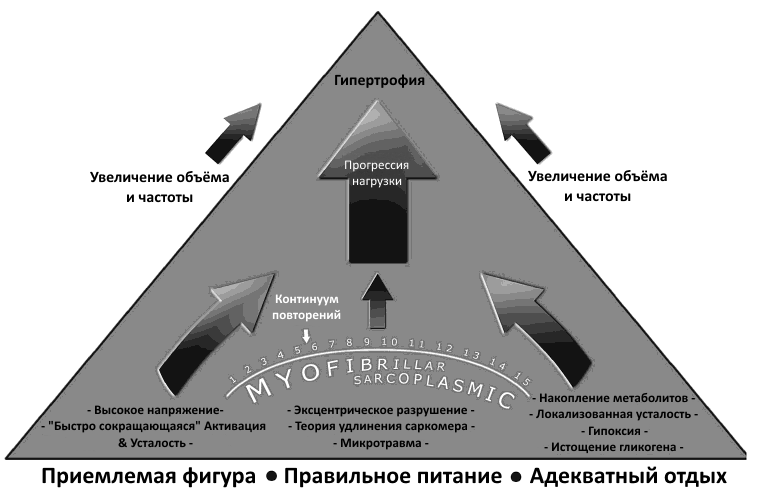 Гипертрофия
Прогрессия
нагрузки
Увеличение объёма
и частоты
Увеличение объёма
и частоты
Континуум
повторений
1 2 3 4 5 6 7 8 9 10 11 12 13 14 15
MYOFIBRILLAR
SARCOPLASMIC
- Высокое напряжение-
- "Быстро сокращающаяся" Активация
& Усталость -
- Эксцентрическое разрушение -
- Теория удлинения саркомера -
- Микротравма -
- Накопление метаболитов -
- Локализованная усталость -
- Гипоксия -
- Истощение гликогена -
Приемлемая фигура ● Правильное питание ● Адекватный отдых